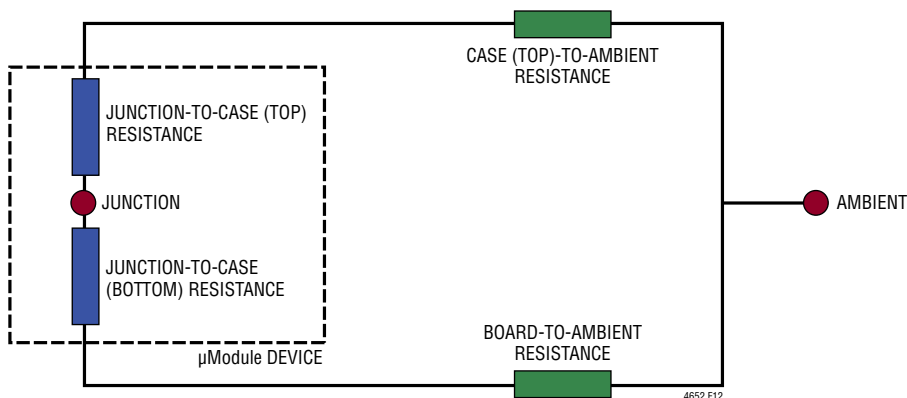 CASE (TOP)-TO-AMBIENT
RESISTANCE
JUNCTION-TO-CASE (TOP)
RESISTANCE
JUNCTION
AMBIENT
JUNCTION-TO-CASE
(BOTTOM) RESISTANCE
BOARD-TO-AMBIENT
RESISTANCE
µModule DEVICE
4652 F12